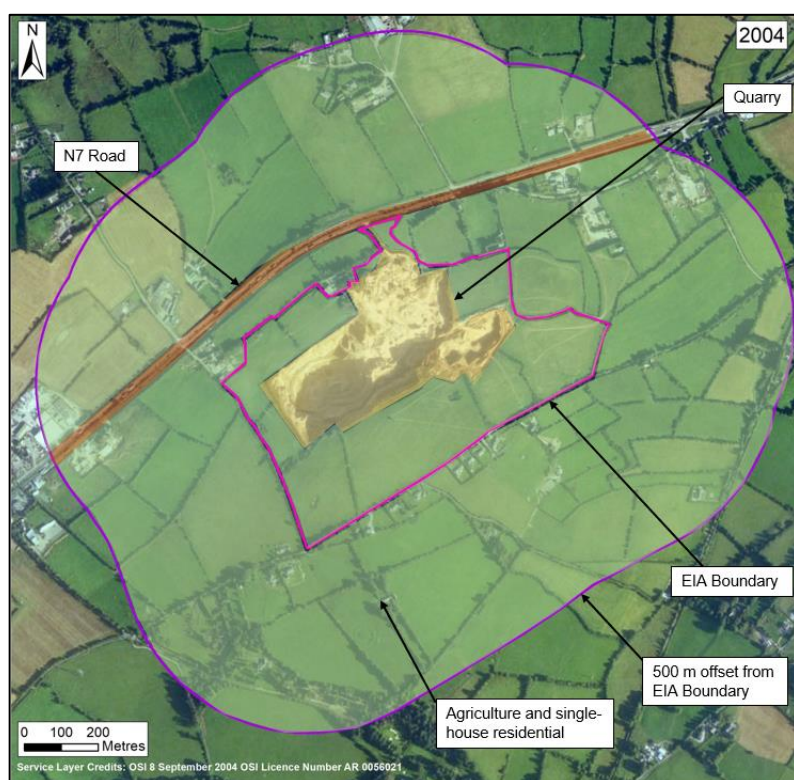 N
2004
Quarry
N7 Road
EIA Boundary
500 m offset from
EIA Boundary
Agriculture and single-
house residential
0 100 200
Metres
Service Layer Credits: OSI 8 September 2004 OSI Licence Number AR 0056021